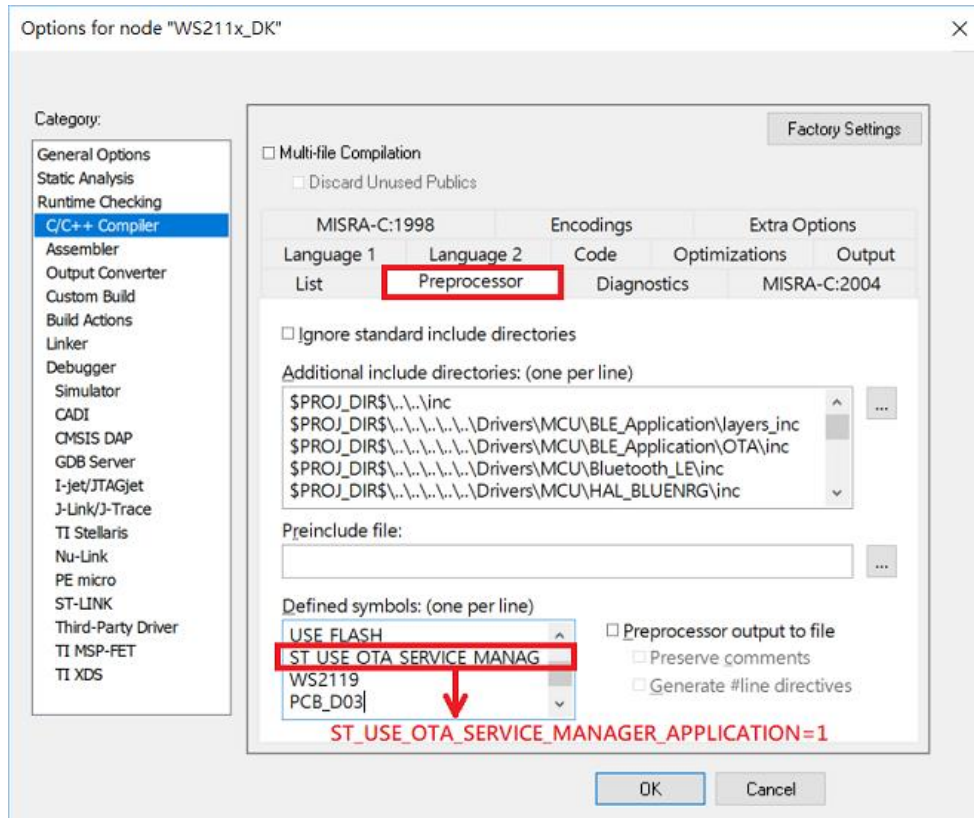 Options for node "WS211x_DK"
Category:
General Options
Static Analysis
Runtime Checking
C/C++ Compiler
Assembler
Output Converter
Custom Build
Build Actions
Linker
Debugger
Simulator
CADI
CMSIS DAP
GDB Server
I-jet/JTAGjet
J-Link/J-Trace
TI Stellaris
Nu-Link
PE micro
ST-LINK
Third-Party Driver
TI MSP-FET
TI XDS
Factory Settings
Multi-file Compilation
Discard Unused Publics
MISRA-C:1998 Encodings Extra Options
Language 1 Language 2 Code Optimizations Output
List Preprocessor Diagnostics MISRA-C:2004
Ignore standard include directories
Additional include directories: (one per line)
$PROJ_DIR$\..\..\inc
$PROJ_DIR$\..\..\..\..\..\Drivers\MCU\BLE_Application\layers_inc
$PROJ_DIR$\..\..\..\..\..\Drivers\MCU\BLE_Application\OTA\inc
$PROJ_DIR$\..\..\..\..\..\Drivers\MCU\Bluetooth_LE\inc
$PROJ_DIR$\..\..\..\..\..\Drivers\MCU\HAL_BLUENRG\inc
...
Preinclude file:
...
Defined symbols: (one per line)
USE_FLASH
ST_USE_OTA_SERVICE_MANAG
WS2119
PCB_D03
Preprocessor output to file
Preserve comments
Generate #line directives
ST_USE_OTA_SERVICE_MANAGER_APPLICATION=1
OK Cancel